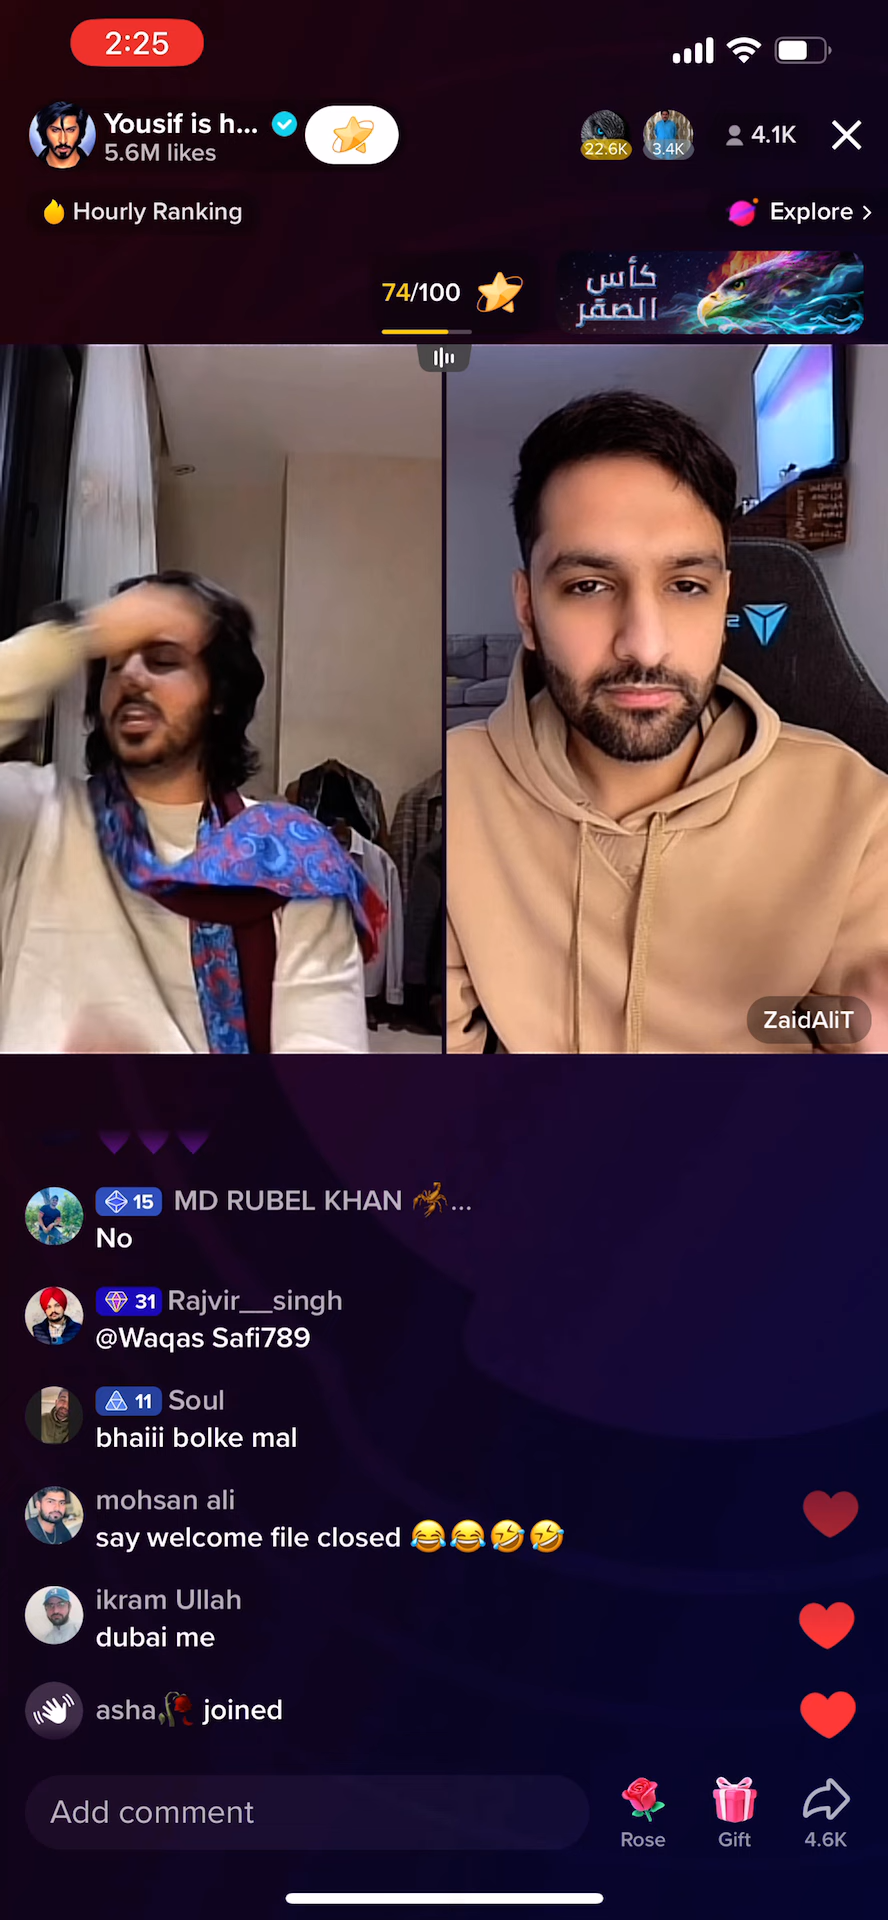 2:25
Yousif is h...
5.6M likes
22.6K
3.4K
4.1K
Hourly Ranking
Explore >
74/100
كأس
الصقر
ZaidAliT
15 MD RUBEL KHAN 🦂...
No
31 Rajvir__singh
@Waqas Safi789
11 Soul
bhaiii bolke mal
mohsan ali
say welcome file closed 😂😂🤣🤣
ikram Ullah
dubai me
asha🥀 joined
Add comment
Rose
Gift
4.6K